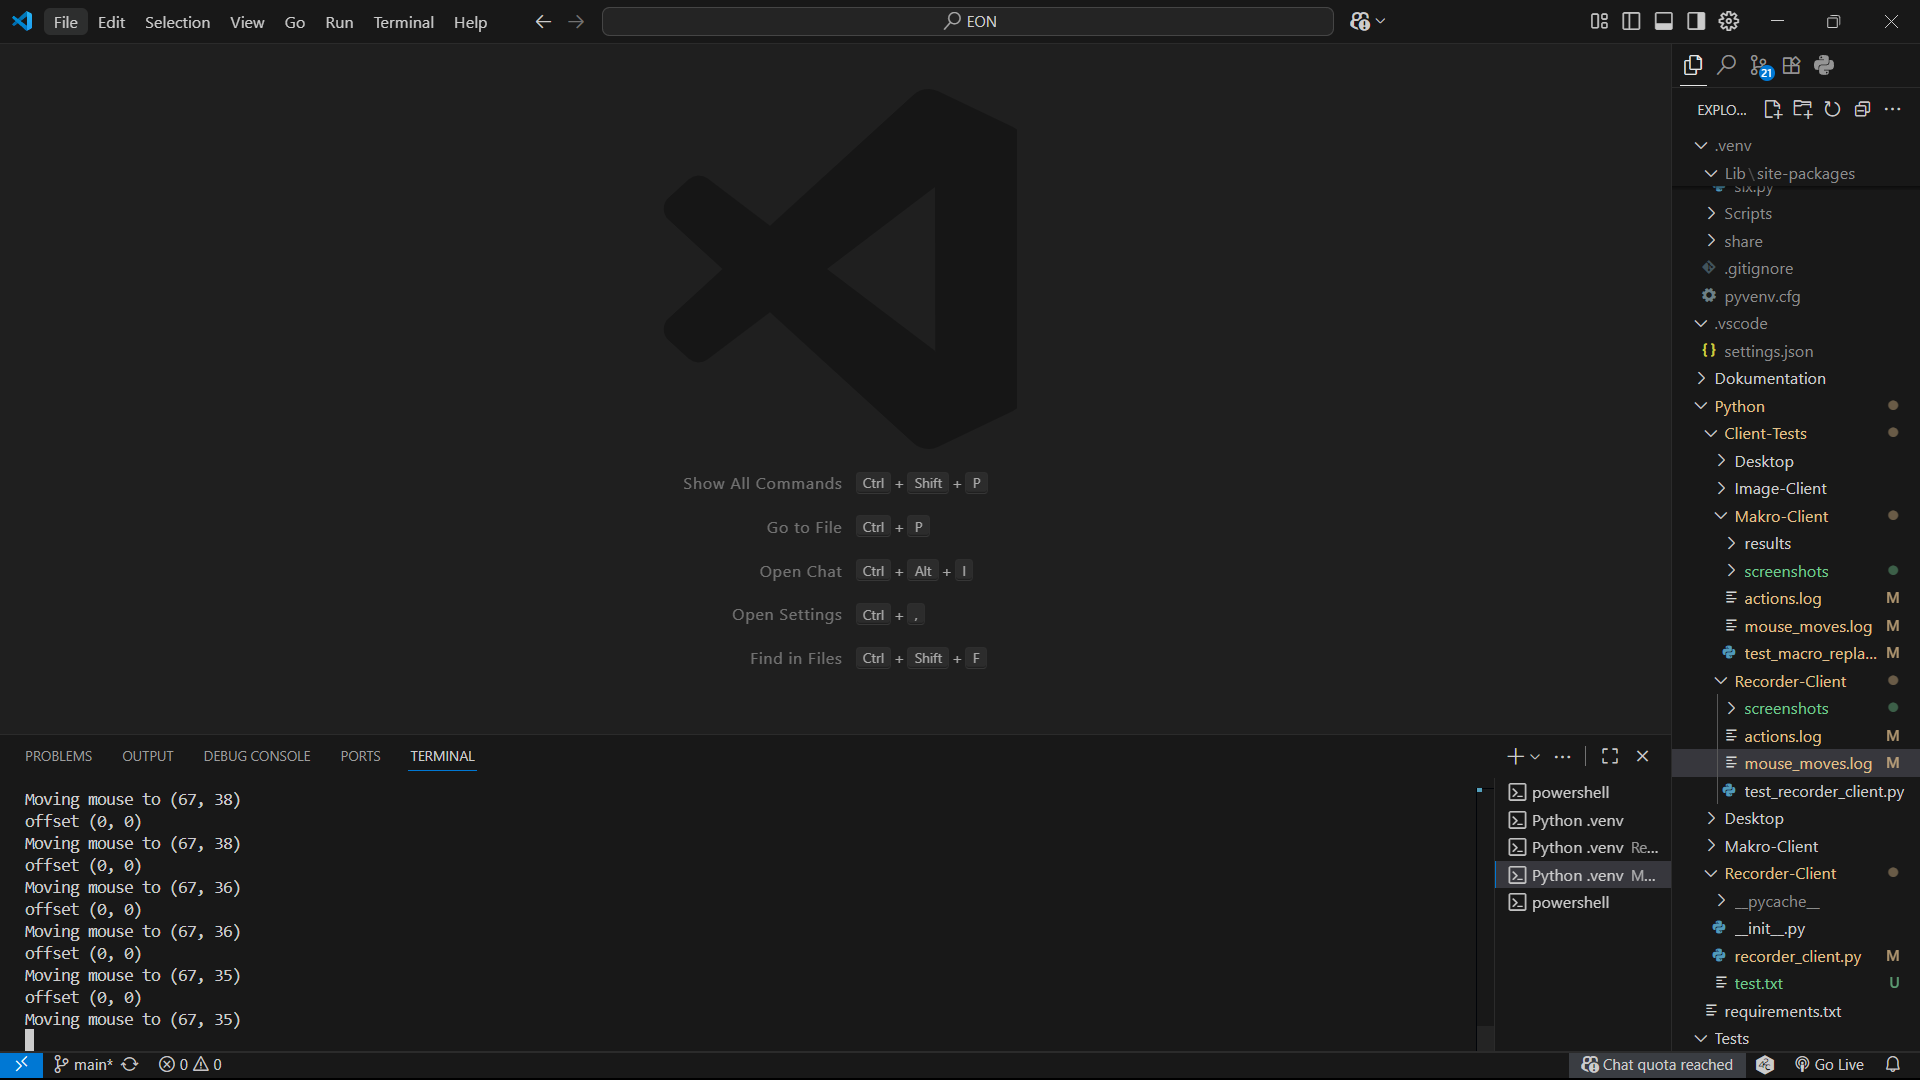 File Edit Selection View Go Run Terminal Help
EON
21
EXPLO...
.venv
Lib\site-packages
six.py
Scripts
share
.gitignore
pyvenv.cfg
.vscode
{} settings.json
Dokumentation
Python
Client-Tests
Desktop
Image-Client
Makro-Client
results
screenshots
actions.log M
mouse_moves.log M
test_macro_repla... M
Recorder-Client
screenshots
actions.log M
mouse_moves.log M
test_recorder_client.py
Desktop
Makro-Client
Recorder-Client
__pycache__
__init__.py
recorder_client.py M
test.txt U
requirements.txt
Tests
Show All Commands Ctrl + Shift + P
Go to File Ctrl + P
Open Chat Ctrl + Alt + I
Open Settings Ctrl + ,
Find in Files Ctrl + Shift + F
PROBLEMS OUTPUT DEBUG CONSOLE PORTS TERMINAL
Moving mouse to (67, 38)
offset (0, 0)
Moving mouse to (67, 38)
offset (0, 0)
Moving mouse to (67, 36)
offset (0, 0)
Moving mouse to (67, 36)
offset (0, 0)
Moving mouse to (67, 35)
offset (0, 0)
Moving mouse to (67, 35)
powershell
Python .venv
Python .venv Re...
Python .venv M...
powershell
main* 0 0
Chat quota reached Go Live